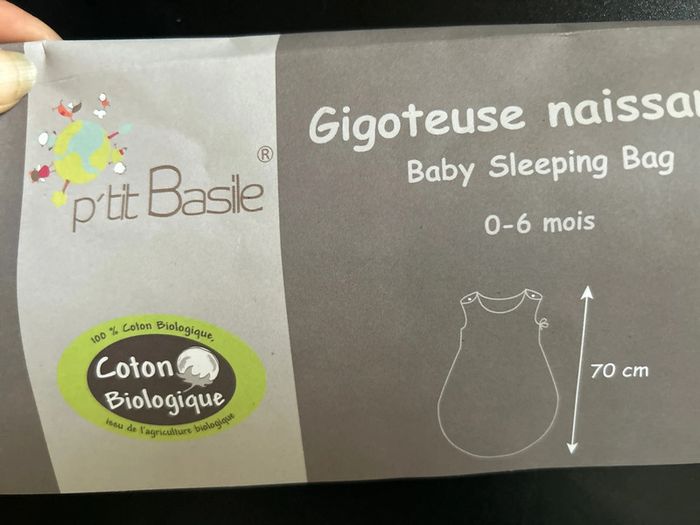 p'tit Basile®
100 % Coton Biologique,
Coton
Biologique
issu de l'agriculture biologique
Gigoteuse
Baby Sleeping Bag
0-6 mois
70 cm